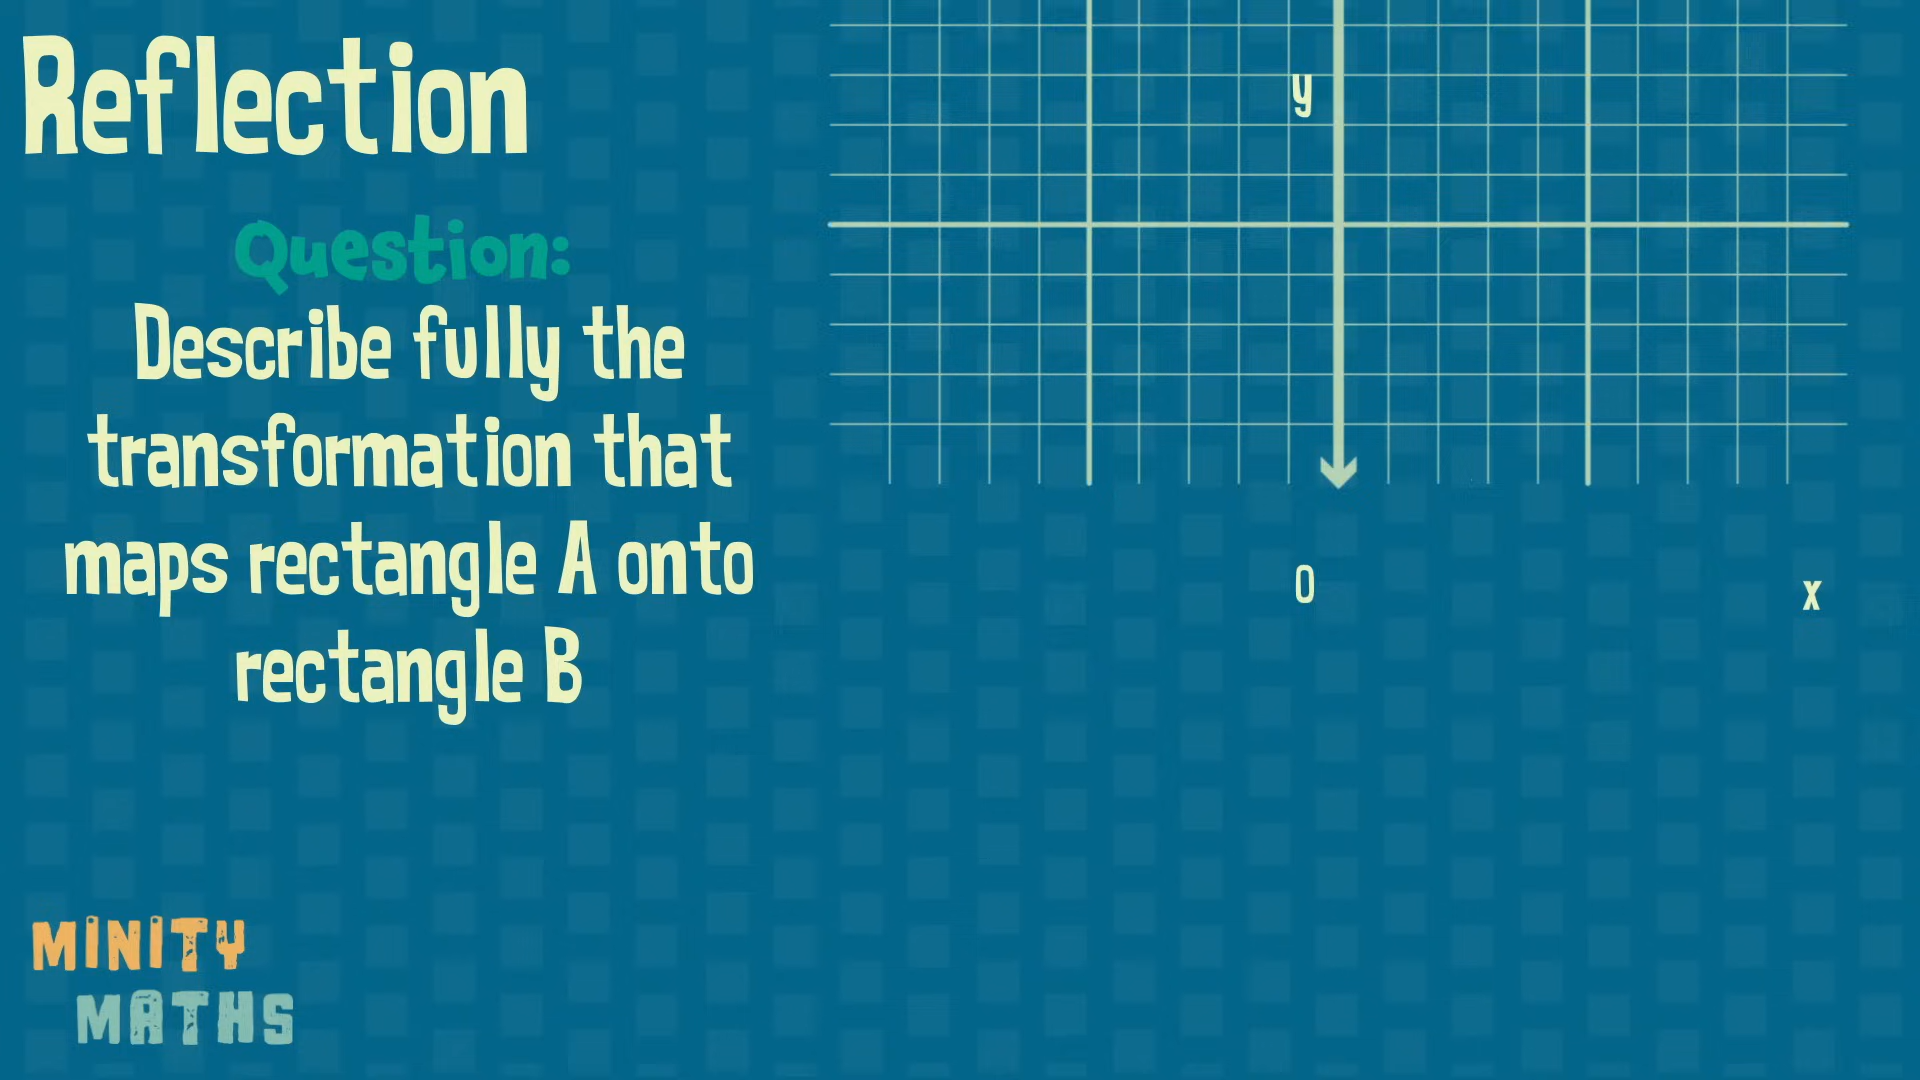 Reflection
Question:
Describe fully the
transformation that
maps rectangle A onto
rectangle B
y
0
x
MINITY
MATHS